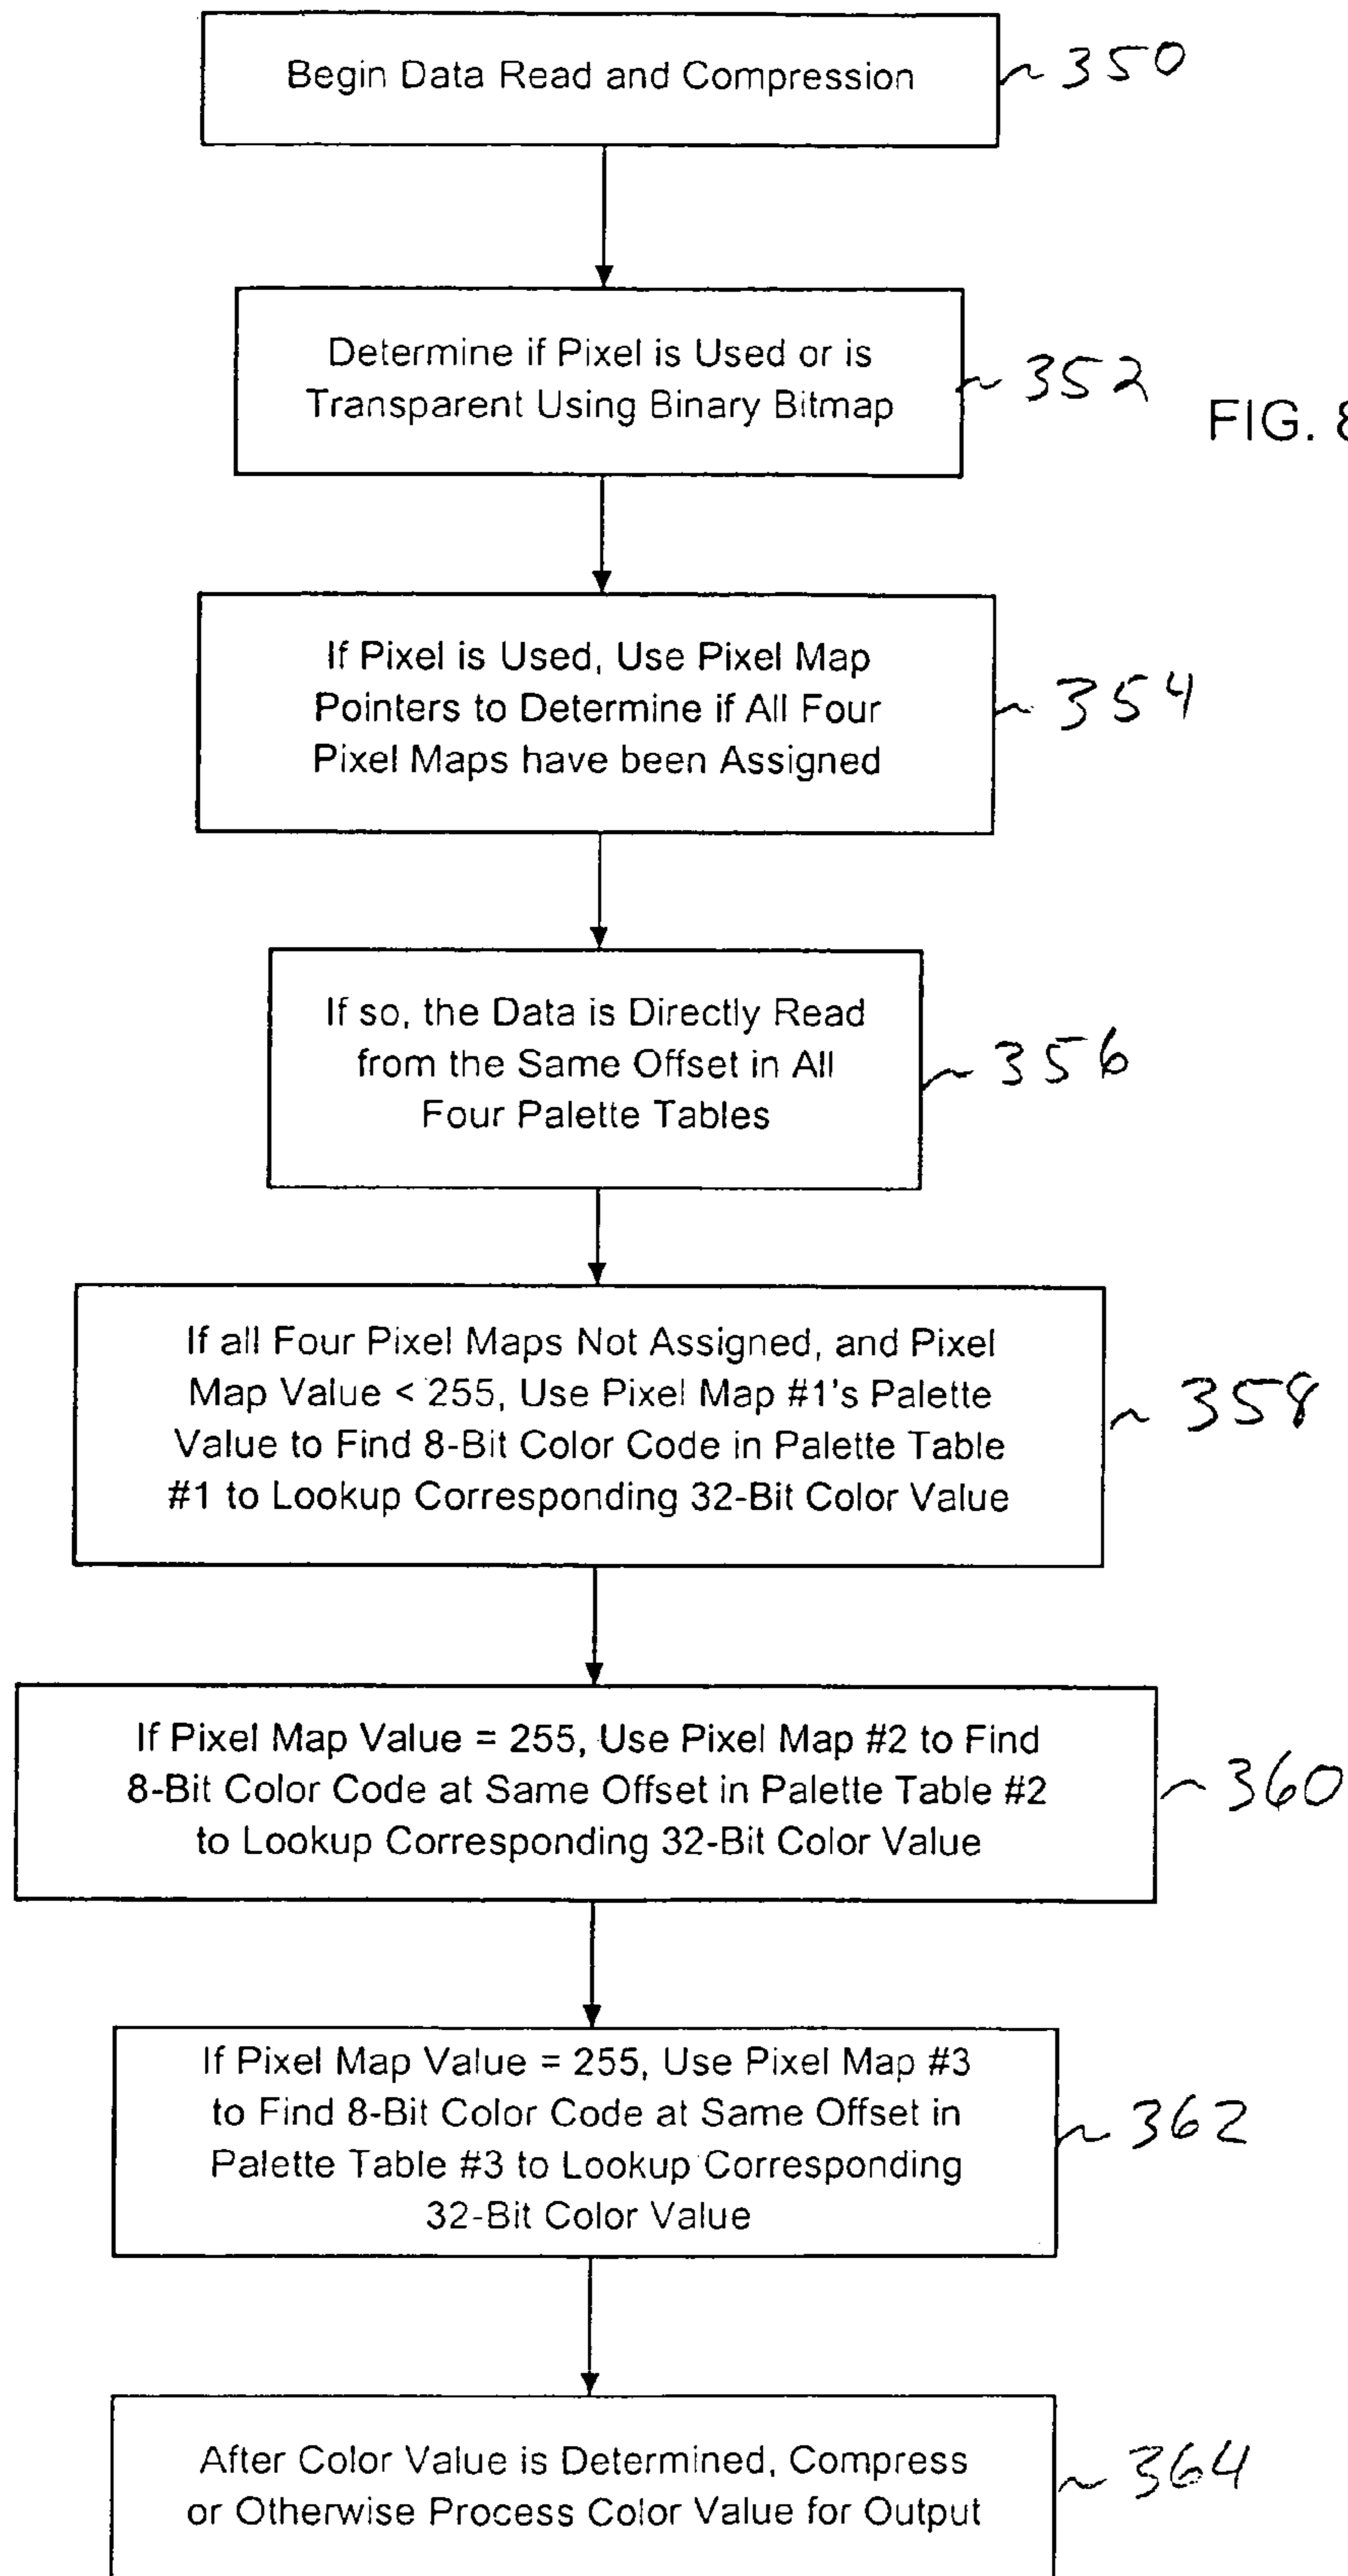 Begin Data Read and Compression
~ 350
Determine if Pixel is Used or is
Transparent Using Binary Bitmap
~ 352
FIG. 8
If Pixel is Used, Use Pixel Map
Pointers to Determine if All Four
Pixel Maps have been Assigned
~ 354
If so, the Data is Directly Read
from the Same Offset in All
Four Palette Tables
~ 356
If all Four Pixel Maps Not Assigned, and Pixel
Map Value < 255, Use Pixel Map #1's Palette
Value to Find 8-Bit Color Code in Palette Table
#1 to Lookup Corresponding 32-Bit Color Value
~ 358
If Pixel Map Value = 255, Use Pixel Map #2 to Find
8-Bit Color Code at Same Offset in Palette Table #2
to Lookup Corresponding 32-Bit Color Value
~ 360
If Pixel Map Value = 255, Use Pixel Map #3
to Find 8-Bit Color Code at Same Offset in
Palette Table #3 to Lookup Corresponding
32-Bit Color Value
~ 362
After Color Value is Determined, Compress
or Otherwise Process Color Value for Output
~ 364